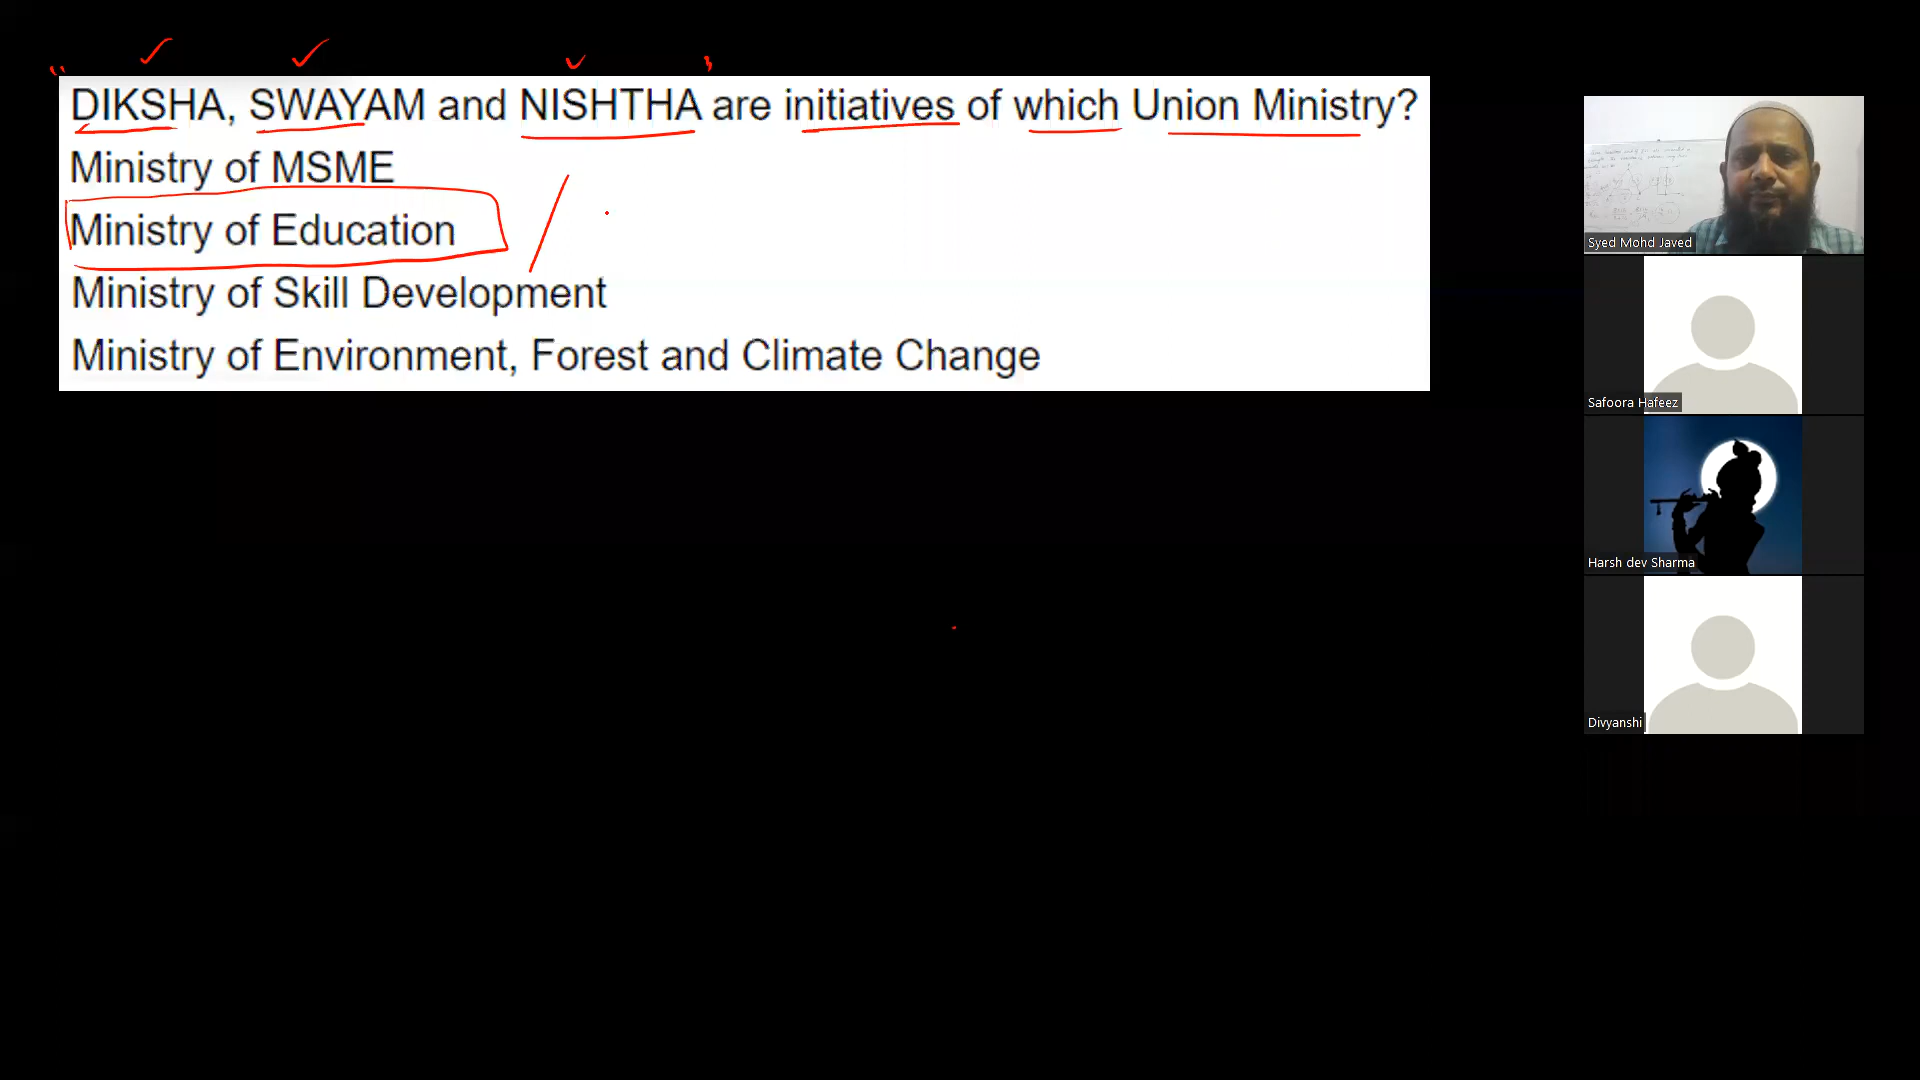 DIKSHA, SWAYAM and NISHTHA are initiatives of which Union Ministry?
Ministry of MSME
Ministry of Education
Ministry of Skill Development
Ministry of Environment, Forest and Climate Change
Syed Mohd Javed
Safoora Hafeez
Harsh dev Sharma
Divyanshi